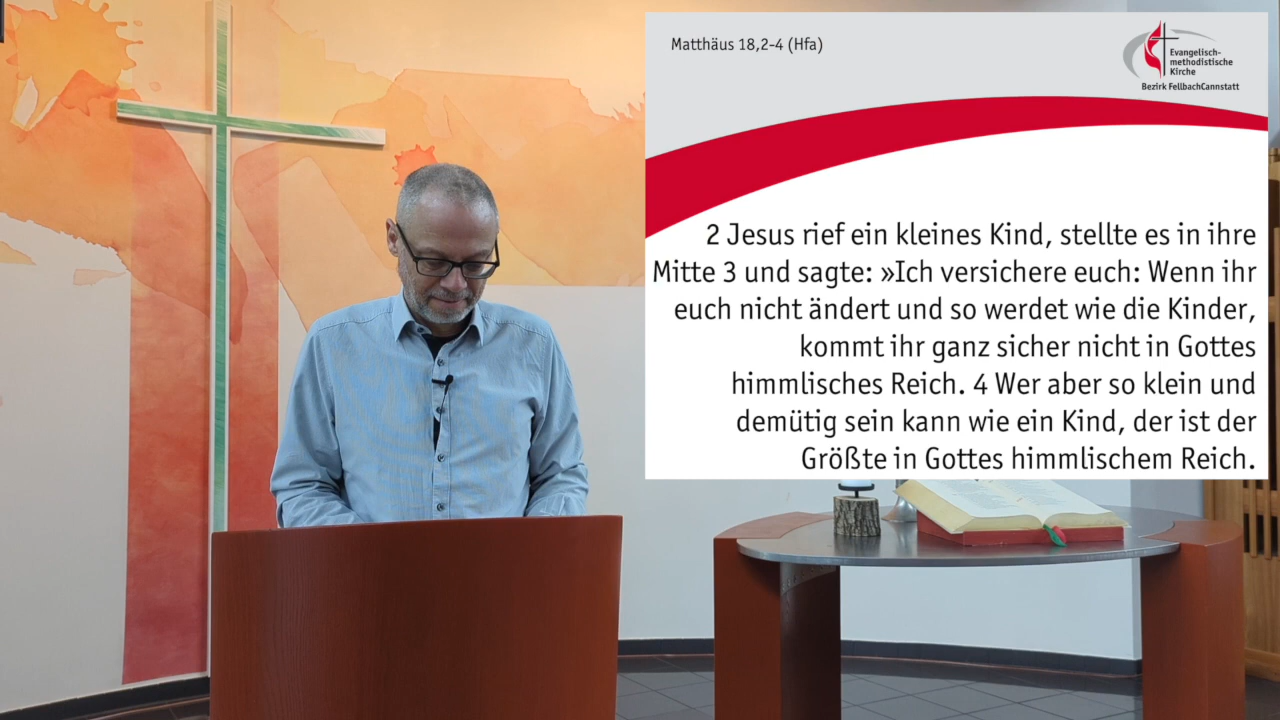 Matthäus 18,2-4 (Hfa)
Evangelisch-
methodistische
Kirche
Bezirk FellbachCannstatt
2 Jesus rief ein kleines Kind, stellte es in ihre
Mitte 3 und sagte: »Ich versichere euch: Wenn ihr
euch nicht ändert und so werdet wie die Kinder,
kommt ihr ganz sicher nicht in Gottes
himmlisches Reich. 4 Wer aber so klein und
demütig sein kann wie ein Kind, der ist der
Größte in Gottes himmlischem Reich.